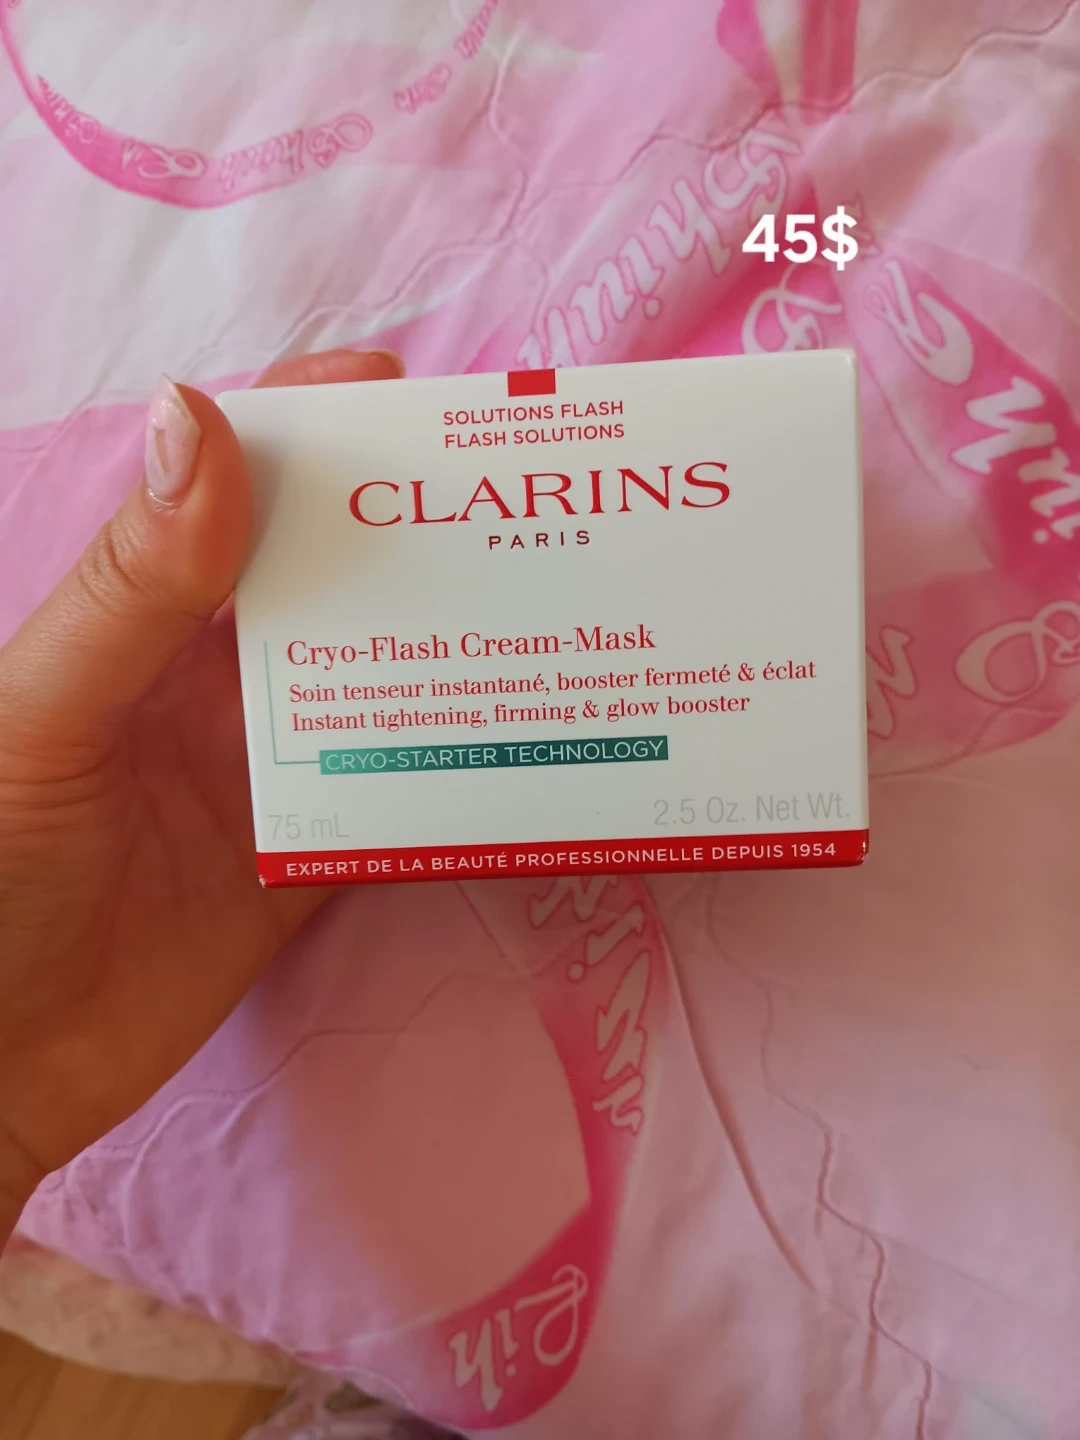 45$
SOLUTIONS FLASH
FLASH SOLUTIONS
CLARINS
PARIS
Cryo-Flash Cream-Mask
Soin tenseur instantané, booster fermeté & éclat
Instant tightening, firming & glow booster
CRYO-STARTER TECHNOLOGY
75 mL
2.5 Oz. Net Wt.
EXPERT DE LA BEAUTÉ PROFESSIONNELLE DEPUIS 1954